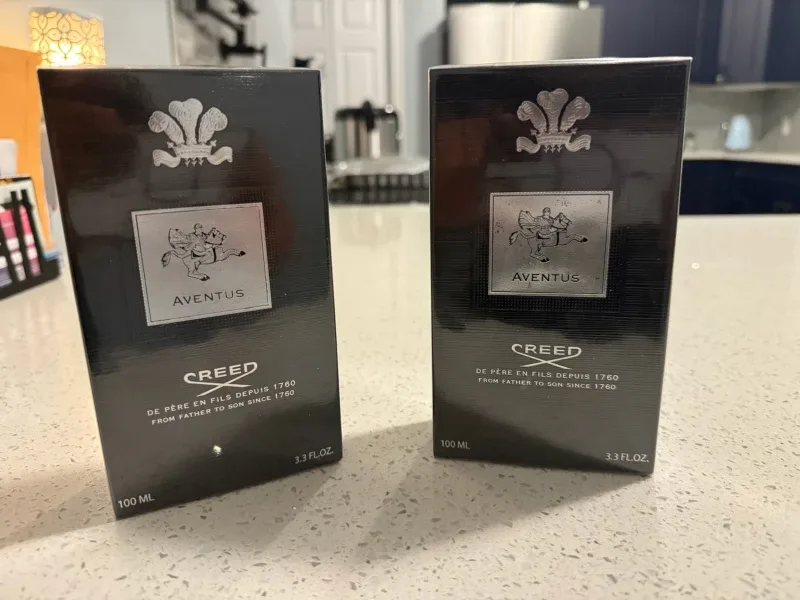 AVENTUS
CREED
DE PÈRE EN FILS DEPUIS 1760
FROM FATHER TO SON SINCE 1760
100 ML
3.3 FL.OZ.
AVENTUS
CREED
DE PÈRE EN FILS DEPUIS 1760
FROM FATHER TO SON SINCE 1760
100 ML
3.3 FL.OZ.